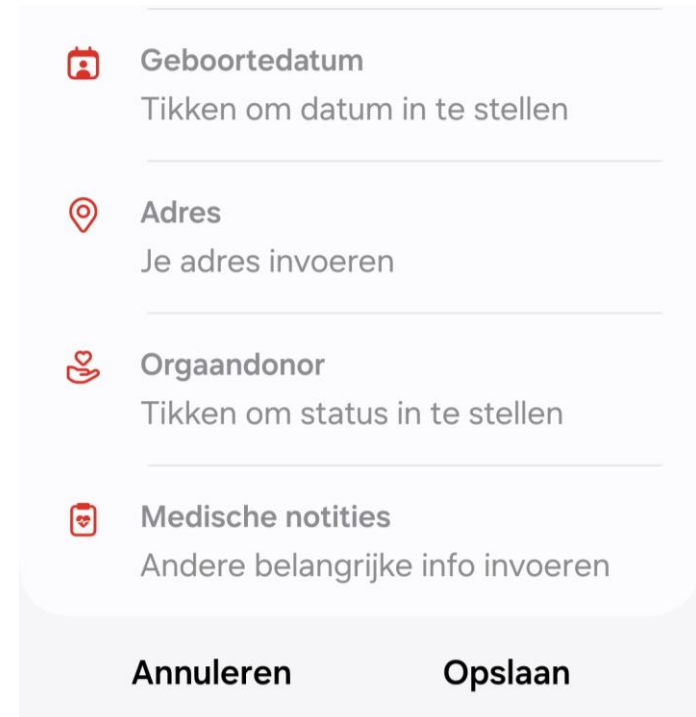 Geboortedatum
Tikken om datum in te stellen
Adres
Je adres invoeren
Orgaandonor
Tikken om status in te stellen
Medische notities
Andere belangrijke info invoeren
Annuleren Opslaan